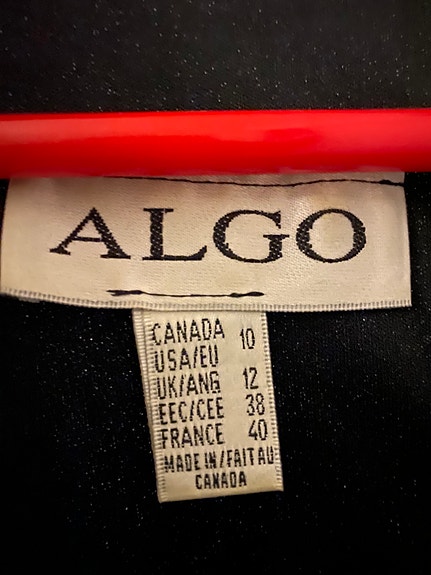 ALGO
CANADA 10
USA/EU
UK/ANG 12
EEC/CEE 38
FRANCE 40
MADE IN/FAIT AU
CANADA